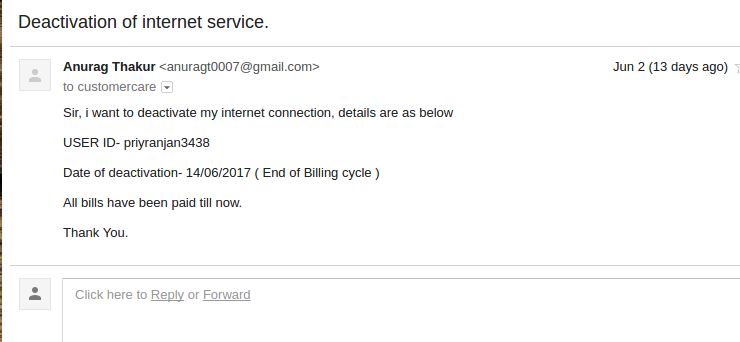 Deactivation of internet service.
Anurag Thakur <anuragt0007@gmail.com> Jun 2 (13 days ago)
to customercare
Sir, i want to deactivate my internet connection, details are as below
USER ID- priyranjan3438
Date of deactivation- 14/06/2017 ( End of Billing cycle )
All bills have been paid till now.
Thank You.
Click here to Reply or Forward